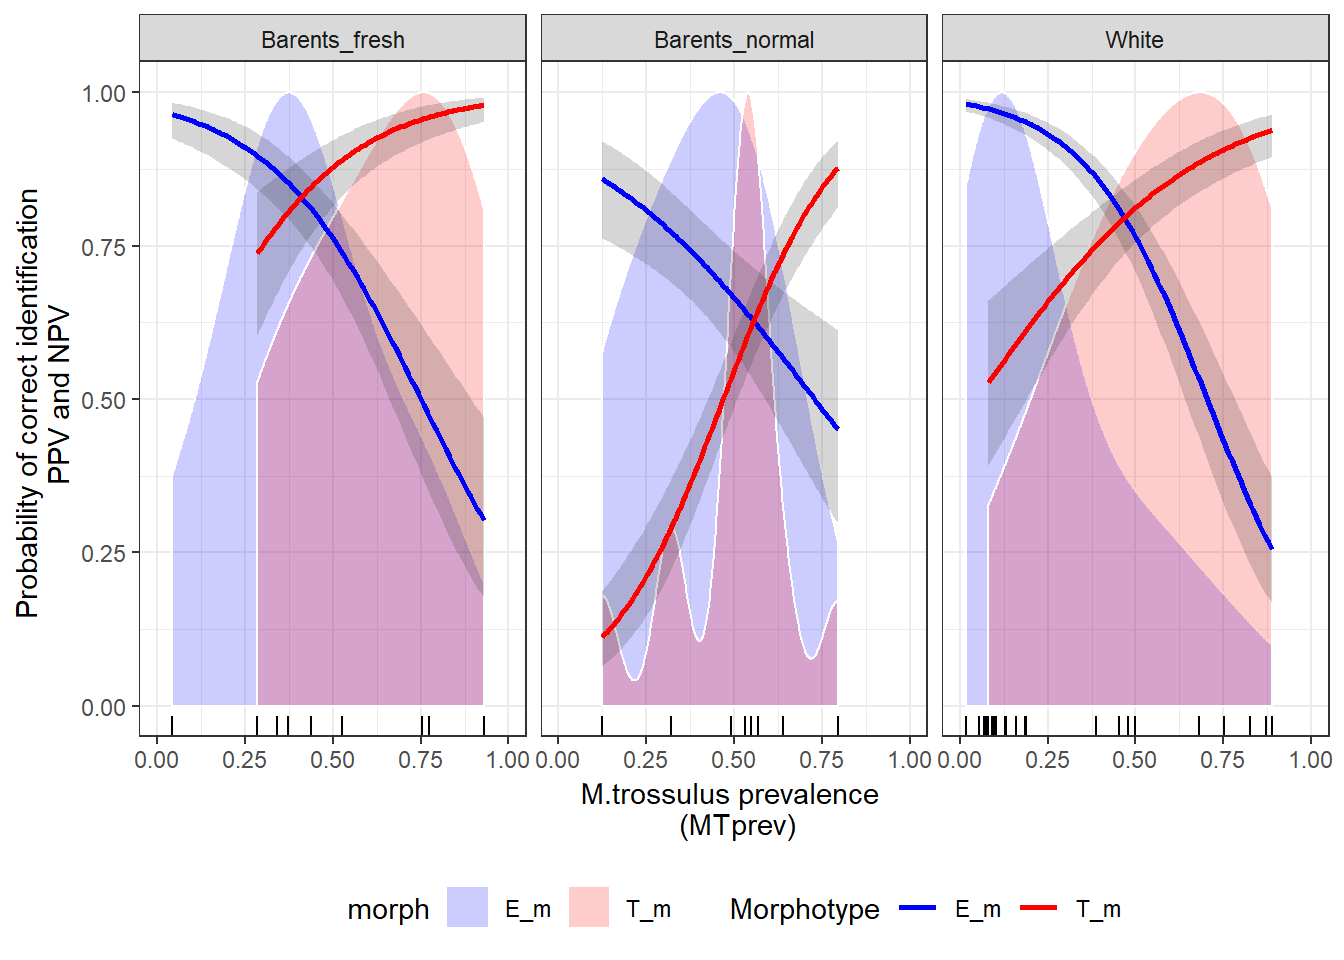 Barents_fresh Barents_normal White
Probability of correct identification
PPV and NPV
1.00
0.75
0.50
0.25
0.00
0.00 0.25 0.50 0.75 1.00 0.00 0.25 0.50 0.75 1.00 0.00 0.25 0.50 0.75 1.00
M.trossulus prevalence
(MTprev)
morph E_m T_m Morphotype E_m T_m